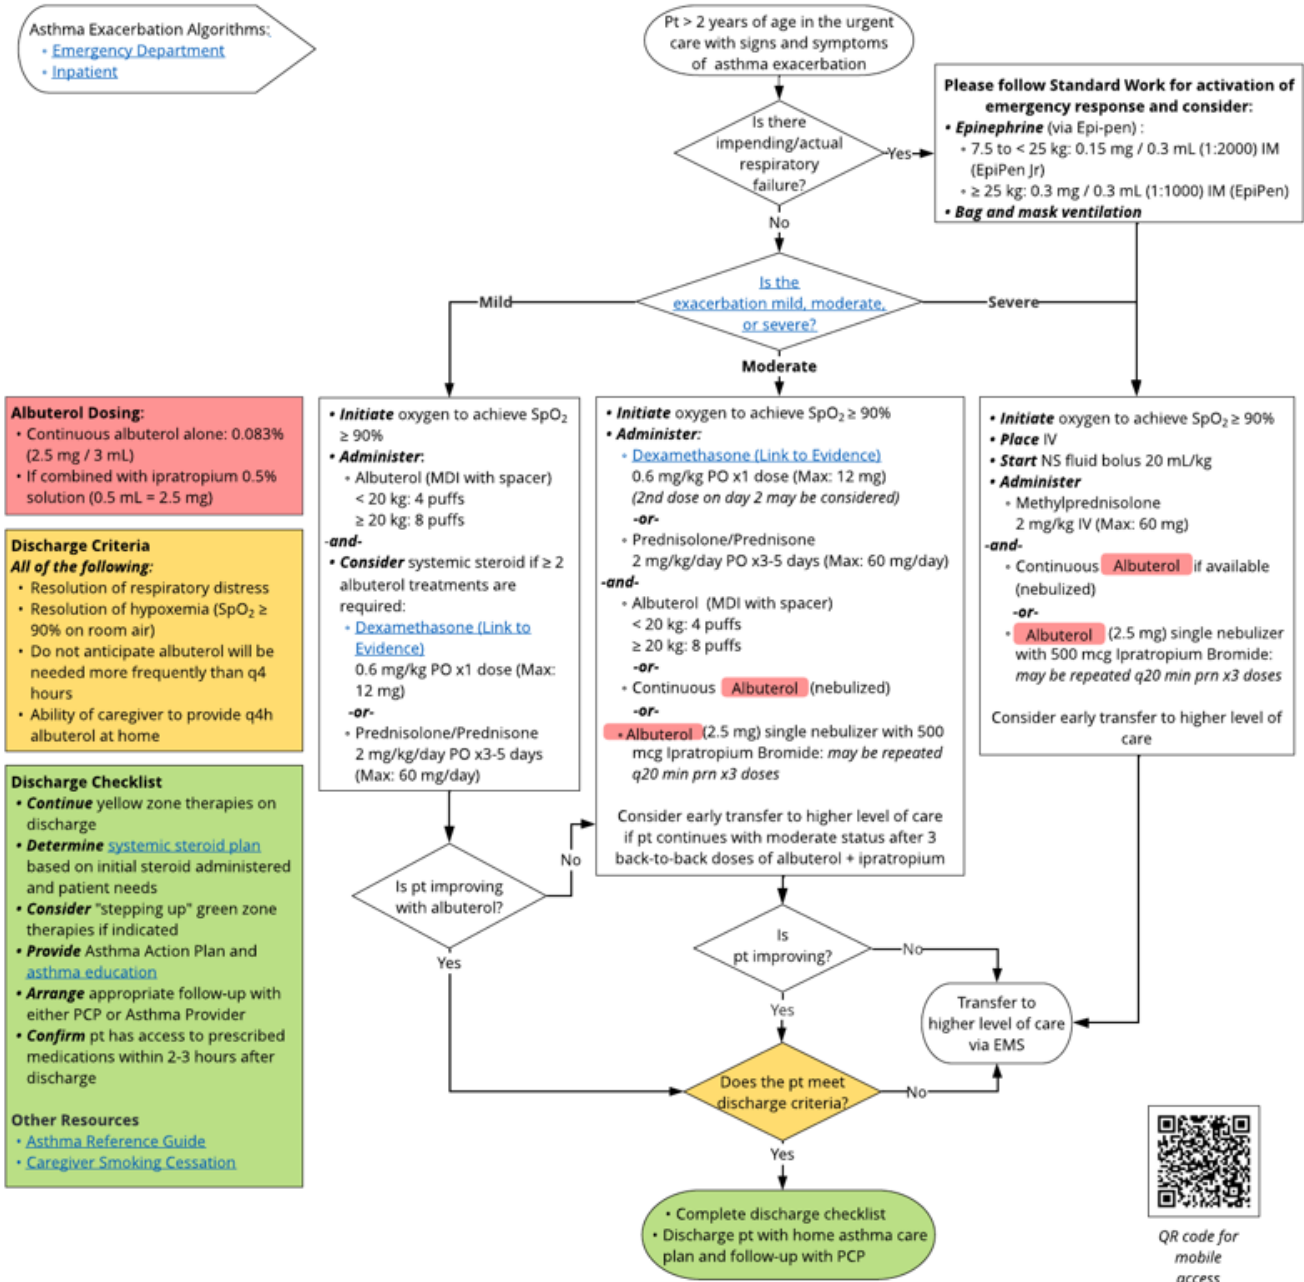 Asthma Exacerbation Algorithms:
• Emergency Department
• Inpatient
Pt > 2 years of age in the urgent
care with signs and symptoms
of asthma exacerbation
Is there
impending/actual
respiratory
failure?
Yes
No
Please follow Standard Work for activation of
emergency response and consider:
• Epinephrine (via Epi-pen) :
◦ 7.5 to < 25 kg: 0.15 mg / 0.3 mL (1:2000) IM
(EpiPen Jr)
◦ ≥ 25 kg: 0.3 mg / 0.3 mL (1:1000) IM (EpiPen)
• Bag and mask ventilation
Is the
exacerbation mild, moderate,
or severe?
Mild
Moderate
Severe
Albuterol Dosing:
• Continuous albuterol alone: 0.083%
(2.5 mg / 3 mL)
• If combined with ipratropium 0.5%
solution (0.5 mL = 2.5 mg)
Discharge Criteria
All of the following:
• Resolution of respiratory distress
• Resolution of hypoxemia (SpO₂ ≥
90% on room air)
• Do not anticipate albuterol will be
needed more frequently than q4
hours
• Ability of caregiver to provide q4h
albuterol at home
Discharge Checklist
• Continue yellow zone therapies on
discharge
• Determine systemic steroid plan
based on initial steroid administered
and patient needs
• Consider "stepping up" green zone
therapies if indicated
• Provide Asthma Action Plan and
asthma education
• Arrange appropriate follow-up with
either PCP or Asthma Provider
• Confirm pt has access to prescribed
medications within 2-3 hours after
discharge
Other Resources
• Asthma Reference Guide
• Caregiver Smoking Cessation
• Initiate oxygen to achieve SpO₂
≥ 90%
• Administer:
◦ Albuterol (MDI with spacer)
< 20 kg: 4 puffs
≥ 20 kg: 8 puffs
-and-
• Consider systemic steroid if ≥ 2
albuterol treatments are
required:
◦ Dexamethasone (Link to
Evidence)
0.6 mg/kg PO x1 dose (Max:
12 mg)
-or-
◦ Prednisolone/Prednisone
2 mg/kg/day PO x3-5 days
(Max: 60 mg/day)
Is pt improving
with albuterol?
No
Yes
• Initiate oxygen to achieve SpO₂ ≥ 90%
• Administer:
◦ Dexamethasone (Link to Evidence)
0.6 mg/kg PO x1 dose (Max: 12 mg)
(2nd dose on day 2 may be considered)
-or-
◦ Prednisolone/Prednisone
2 mg/kg/day PO x3-5 days (Max: 60 mg/day)
-and-
◦ Albuterol (MDI with spacer)
< 20 kg: 4 puffs
≥ 20 kg: 8 puffs
-or-
◦ Continuous Albuterol (nebulized)
-or-
• Albuterol (2.5 mg) single nebulizer with 500
mcg Ipratropium Bromide: may be repeated
q20 min prn x3 doses
Consider early transfer to higher level of care
if pt continues with moderate status after 3
back-to-back doses of albuterol + ipratropium
Is
pt improving?
No
Yes
• Initiate oxygen to achieve SpO₂ ≥ 90%
• Place IV
• Start NS fluid bolus 20 mL/kg
• Administer
◦ Methylprednisolone
2 mg/kg IV (Max: 60 mg)
-and-
◦ Continuous Albuterol if available
(nebulized)
-or-
◦ Albuterol (2.5 mg) single nebulizer
with 500 mcg Ipratropium Bromide:
may be repeated q20 min prn x3 doses
Consider early transfer to higher level of
care
Transfer to
higher level of care
via EMS
Does the pt meet
discharge criteria?
No
Yes
• Complete discharge checklist
• Discharge pt with home asthma care
plan and follow-up with PCP
QR code for
mobile
access